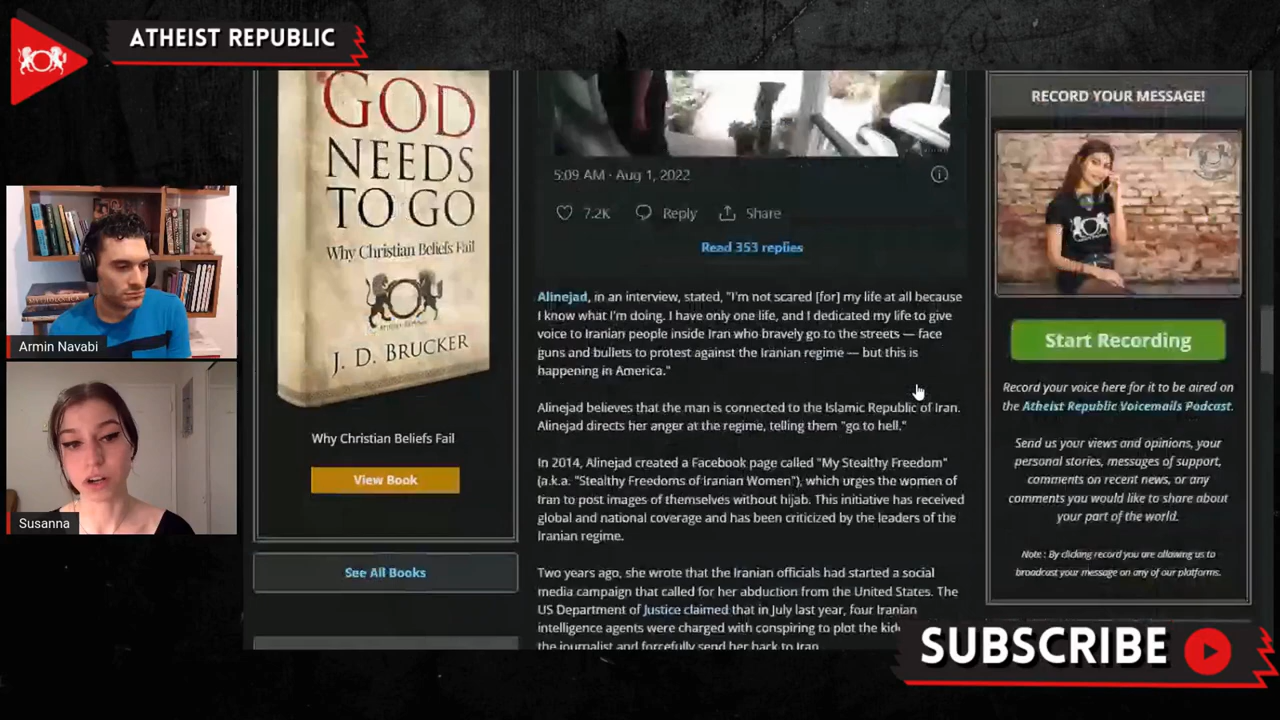 ATHEIST REPUBLIC
Armin Navabi
Susanna
GOD
NEEDS
TO GO
Why Christian Beliefs Fail
J. D. BRUCKER
Why Christian Beliefs Fail
View Book
See All Books
5:09 AM · Aug 1, 2022
7.2K Reply Share
Read 353 replies
Alinejad, in an interview, stated, "I'm not scared [for] my life at all because
I know what I'm doing. I have only one life, and I dedicated my life to give
voice to Iranian people inside Iran who bravely go to the streets — face
guns and bullets to protest against the Iranian regime — but this is
happening in America."
Alinejad believes that the man is connected to the Islamic Republic of Iran.
Alinejad directs her anger at the regime, telling them "go to hell."
In 2014, Alinejad created a Facebook page called "My Stealthy Freedom"
(a.k.a. "Stealthy Freedoms of Iranian Women"), which urges the women of
Iran to post images of themselves without hijab. This initiative has received
global and national coverage and has been criticized by the leaders of the
Iranian regime.
Two years ago, she wrote that the Iranian officials had started a social
media campaign that called for her abduction from the United States. The
US Department of Justice claimed that in July last year, four Iranian
intelligence agents were charged with conspiring to plot the
the journalist and forcefully send her back to Iran
RECORD YOUR MESSAGE!
Start Recording
Record your voice here for it to be aired on
the Atheist Republic Voicemails Podcast.
Send us your views and opinions, your
personal stories, messages of support,
comments on recent news, or any
comments you would like to share about
your part of the world.
Note : By clicking record you are allowing us to
broadcast your message on any of our platforms.
SUBSCRIBE